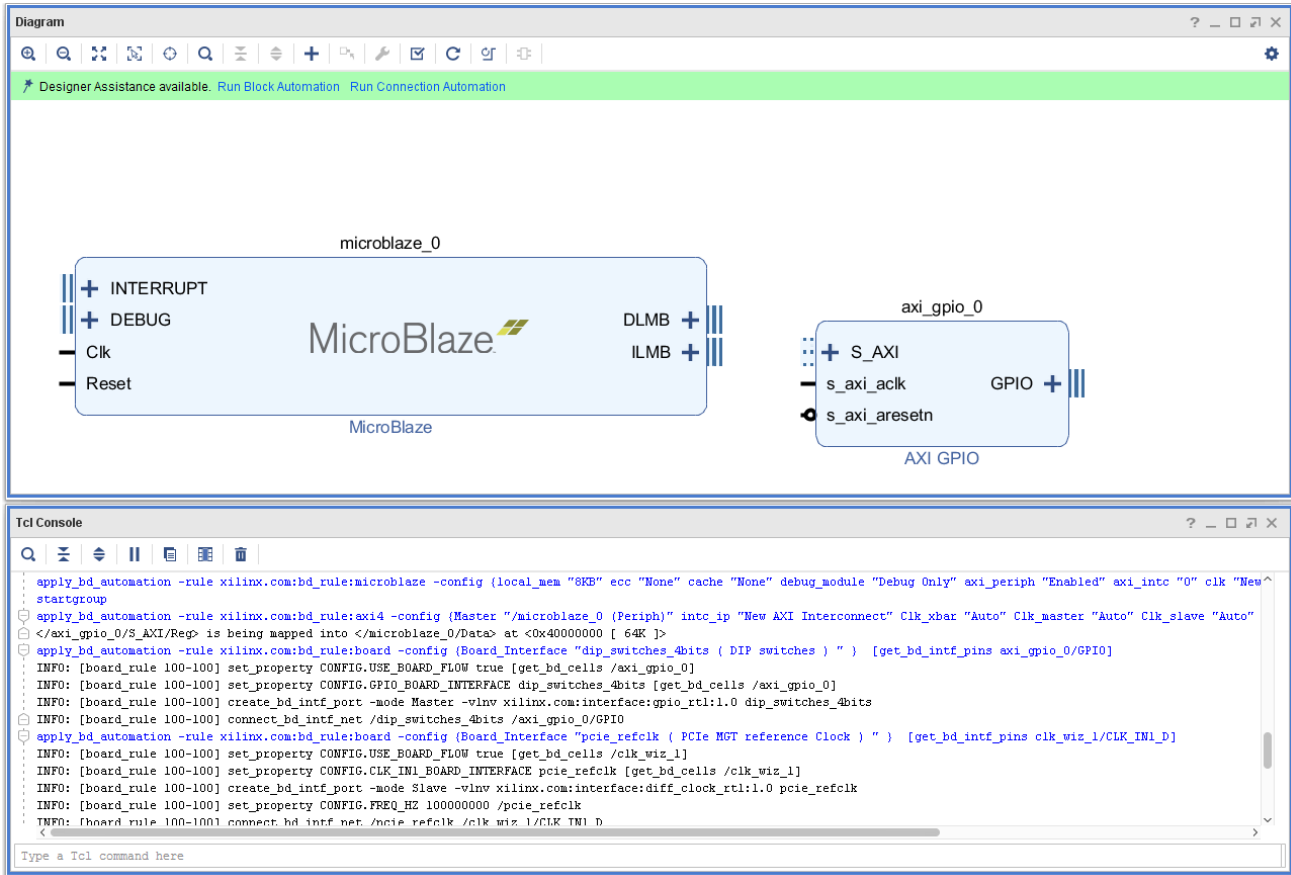 Diagram
Designer Assistance available. Run Block Automation Run Connection Automation
microblaze_0
INTERRUPT
DEBUG
Clk
Reset
MicroBlaze
DLMB
ILMB
MicroBlaze
axi_gpio_0
S_AXI
s_axi_aclk
s_axi_aresetn
GPIO
AXI GPIO
Tcl Console
apply_bd_automation -rule xilinx.com:bd_rule:microblaze -config {local_mem "8KB" ecc "None" cache "None" debug_module "Debug Only" axi_periph "Enabled" axi_intc "0" clk "New
startgroup
apply_bd_automation -rule xilinx.com:bd_rule:axi4 -config {Master "/microblaze_0 (Periph)" intc_ip "New AXI Interconnect" Clk_xbar "Auto" Clk_master "Auto" Clk_slave "Auto"
</axi_gpio_0/S_AXI/Reg> is being mapped into </microblaze_0/Data> at <0x40000000 [ 64K ]>
apply_bd_automation -rule xilinx.com:bd_rule:board -config {Board_Interface "dip_switches_4bits ( DIP switches ) " } [get_bd_intf_pins axi_gpio_0/GPIO]
INFO: [board_rule 100-100] set_property CONFIG.USE_BOARD_FLOW true [get_bd_cells /axi_gpio_0]
INFO: [board_rule 100-100] set_property CONFIG.GPIO_BOARD_INTERFACE dip_switches_4bits [get_bd_cells /axi_gpio_0]
INFO: [board_rule 100-100] create_bd_intf_port -mode Master -vlnv xilinx.com:interface:gpio_rtl:1.0 dip_switches_4bits
INFO: [board_rule 100-100] connect_bd_intf_net /dip_switches_4bits /axi_gpio_0/GPIO
apply_bd_automation -rule xilinx.com:bd_rule:board -config {Board_Interface "pcie_refclk ( PCIe MGT reference Clock ) " } [get_bd_intf_pins clk_wiz_1/CLK_IN1_D]
INFO: [board_rule 100-100] set_property CONFIG.USE_BOARD_FLOW true [get_bd_cells /clk_wiz_1]
INFO: [board_rule 100-100] set_property CONFIG.CLK_IN1_BOARD_INTERFACE pcie_refclk [get_bd_cells /clk_wiz_1]
INFO: [board_rule 100-100] create_bd_intf_port -mode Slave -vlnv xilinx.com:interface:diff_clock_rtl:1.0 pcie_refclk
INFO: [board_rule 100-100] set_property CONFIG.FREQ_HZ 100000000 /pcie_refclk
INFO: [board_rule 100-100] connect_bd_intf_net /pcie_refclk /clk_wiz_1/CLK_IN1_D
Type a Tcl command here